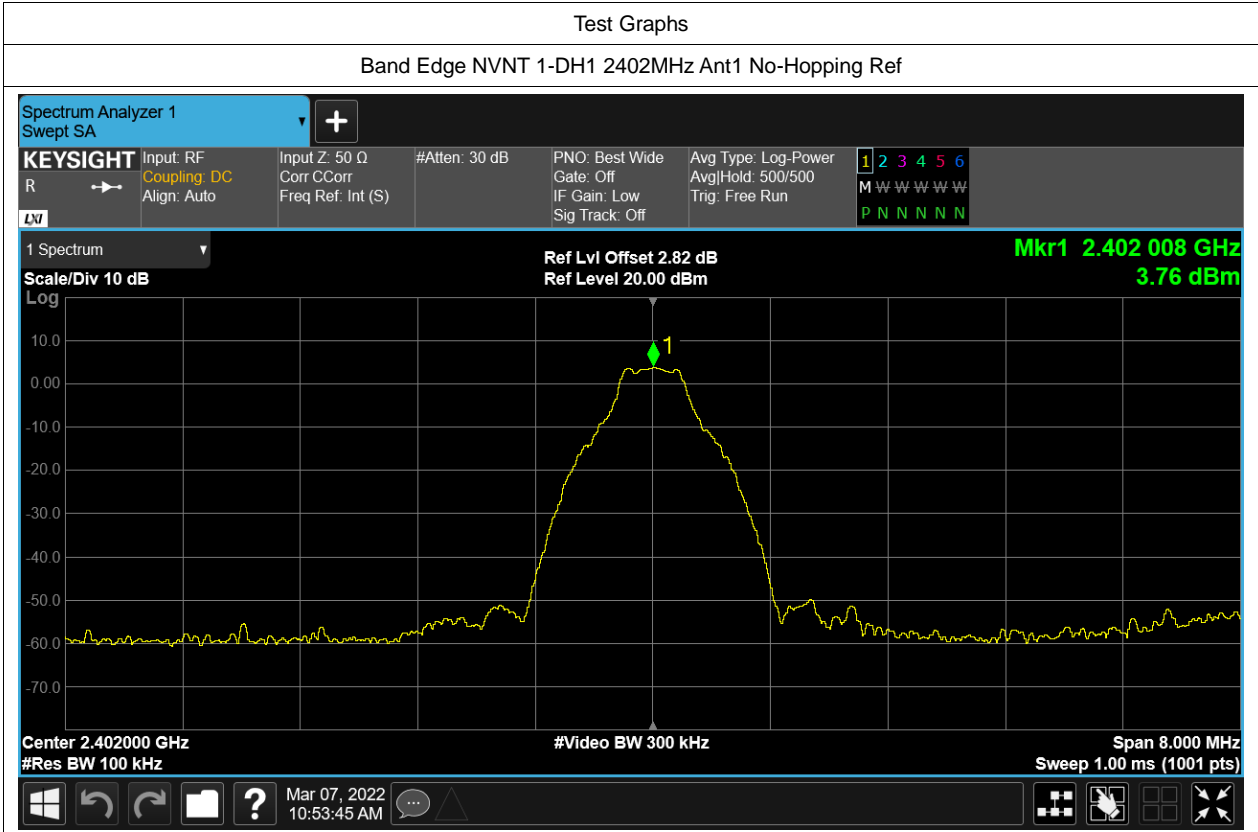 Test Graphs
Band Edge NVNT 1-DH1 2402MHz Ant1 No-Hopping Ref
Spectrum Analyzer 1
Swept SA
+
KEYSIGHT
R
LXI
Input: RF
Coupling: DC
Align: Auto
Input Z: 50 Ω
Corr CCorr
Freq Ref: Int (S)
#Atten: 30 dB
PNO: Best Wide
Gate: Off
IF Gain: Low
Sig Track: Off
Avg Type: Log-Power
Avg|Hold: 500/500
Trig: Free Run
1 2 3 4 5 6
M W W W W W
P N N N N N
1 Spectrum
Scale/Div 10 dB
Ref Lvl Offset 2.82 dB
Ref Level 20.00 dBm
Mkr1 2.402 008 GHz
3.76 dBm
Log
10.0
0.00
-10.0
-20.0
-30.0
-40.0
-50.0
-60.0
-70.0
1
Center 2.402000 GHz
#Res BW 100 kHz
#Video BW 300 kHz
Span 8.000 MHz
Sweep 1.00 ms (1001 pts)
?
Mar 07, 2022
10:53:45 AM